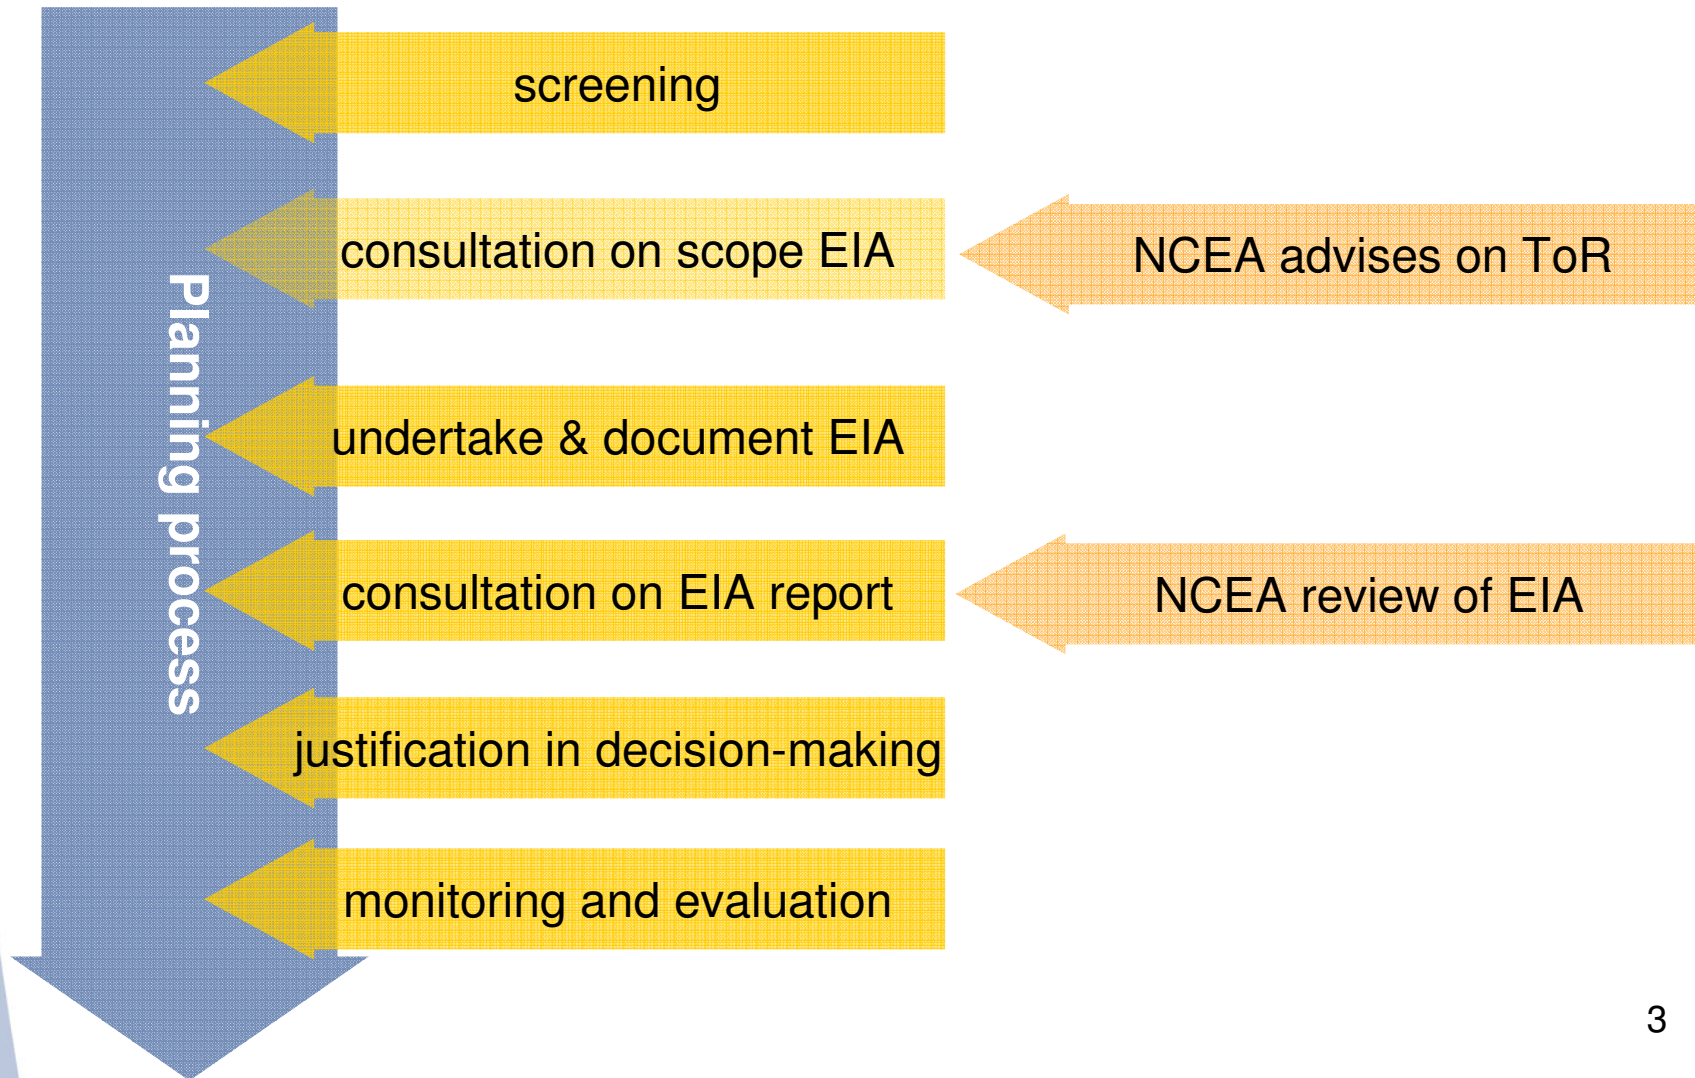 screening
consultation on scope EIA
NCEA advises on ToR
Planning process
undertake & document EIA
consultation on EIA report
NCEA review of EIA
justification in decision-making
monitoring and evaluation
3